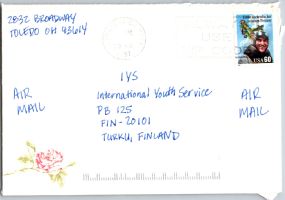 2832 BROADWAY
TOLEDO OH 43614
USA 50
IYS
International Youth Service
PB 125
FIN-20101
TURKU, FINLAND
AIR
MAIL
AIR
MAIL